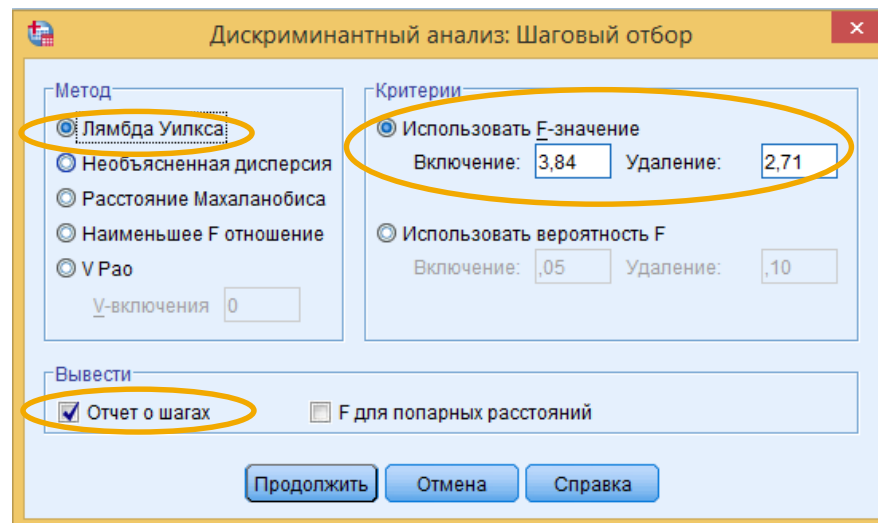 Дискриминантный анализ: Шаговый отбор
Метод
Лямбда Уилкса
Необъясненная дисперсия
Расстояние Махаланобиса
Наименьшее F отношение
V Рао
V-включения 0
Критерии
Использовать F-значение
Включение: 3,84 Удаление: 2,71
Использовать вероятность F
Включение: ,05 Удаление: ,10
Вывести
Отчет о шагах F для попарных расстояний
Продолжить Отмена Справка